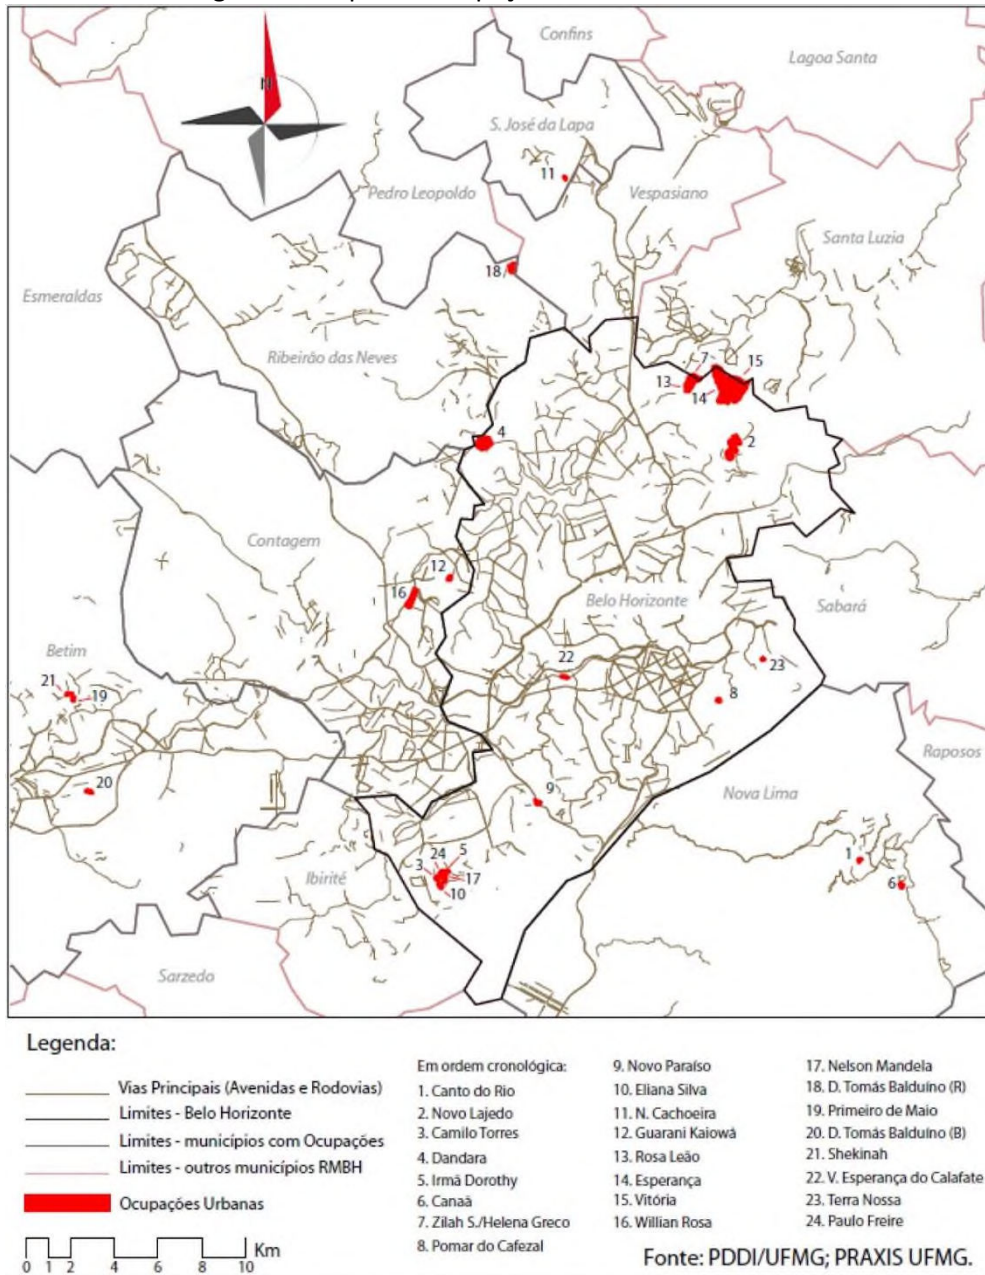 Confins
Lagoa Santa
N
S. José da Lapa
11
Pedro Leopoldo
Vespasiano
Santa Luzia
18
Esmeraldas
Ribeirão das Neves
7
15
13
14
4
2
Contagem
12
16
Belo Horizonte
Sabará
Betim
22
23
21
19
8
Raposos
20
9
Nova Lima
24
5
1
3
17
Ibirité
10
6
Sarzedo
Legenda:
Vias Principais (Avenidas e Rodovias)
Limites - Belo Horizonte
Limites - municípios com Ocupações
Limites - outros municípios RMBH
Ocupações Urbanas
Km
0 1 2 4 6 8 10
Em ordem cronológica:
1. Canto do Rio
2. Novo Lajedo
3. Camilo Torres
4. Dandara
5. Irmã Dorothy
6. Canaã
7. Zilah S./Helena Greco
8. Pomar do Cafezal
9. Novo Paraíso
10. Eliana Silva
11. N. Cachoeira
12. Guarani Kaiowá
13. Rosa Leão
14. Esperança
15. Vitória
16. Willian Rosa
17. Nelson Mandela
18. D. Tomás Balduíno (R)
19. Primeiro de Maio
20. D. Tomás Balduíno (B)
21. Shekinah
22. V. Esperança do Calafate
23. Terra Nossa
24. Paulo Freire
Fonte: PDDI/UFMG; PRAXIS UFMG.